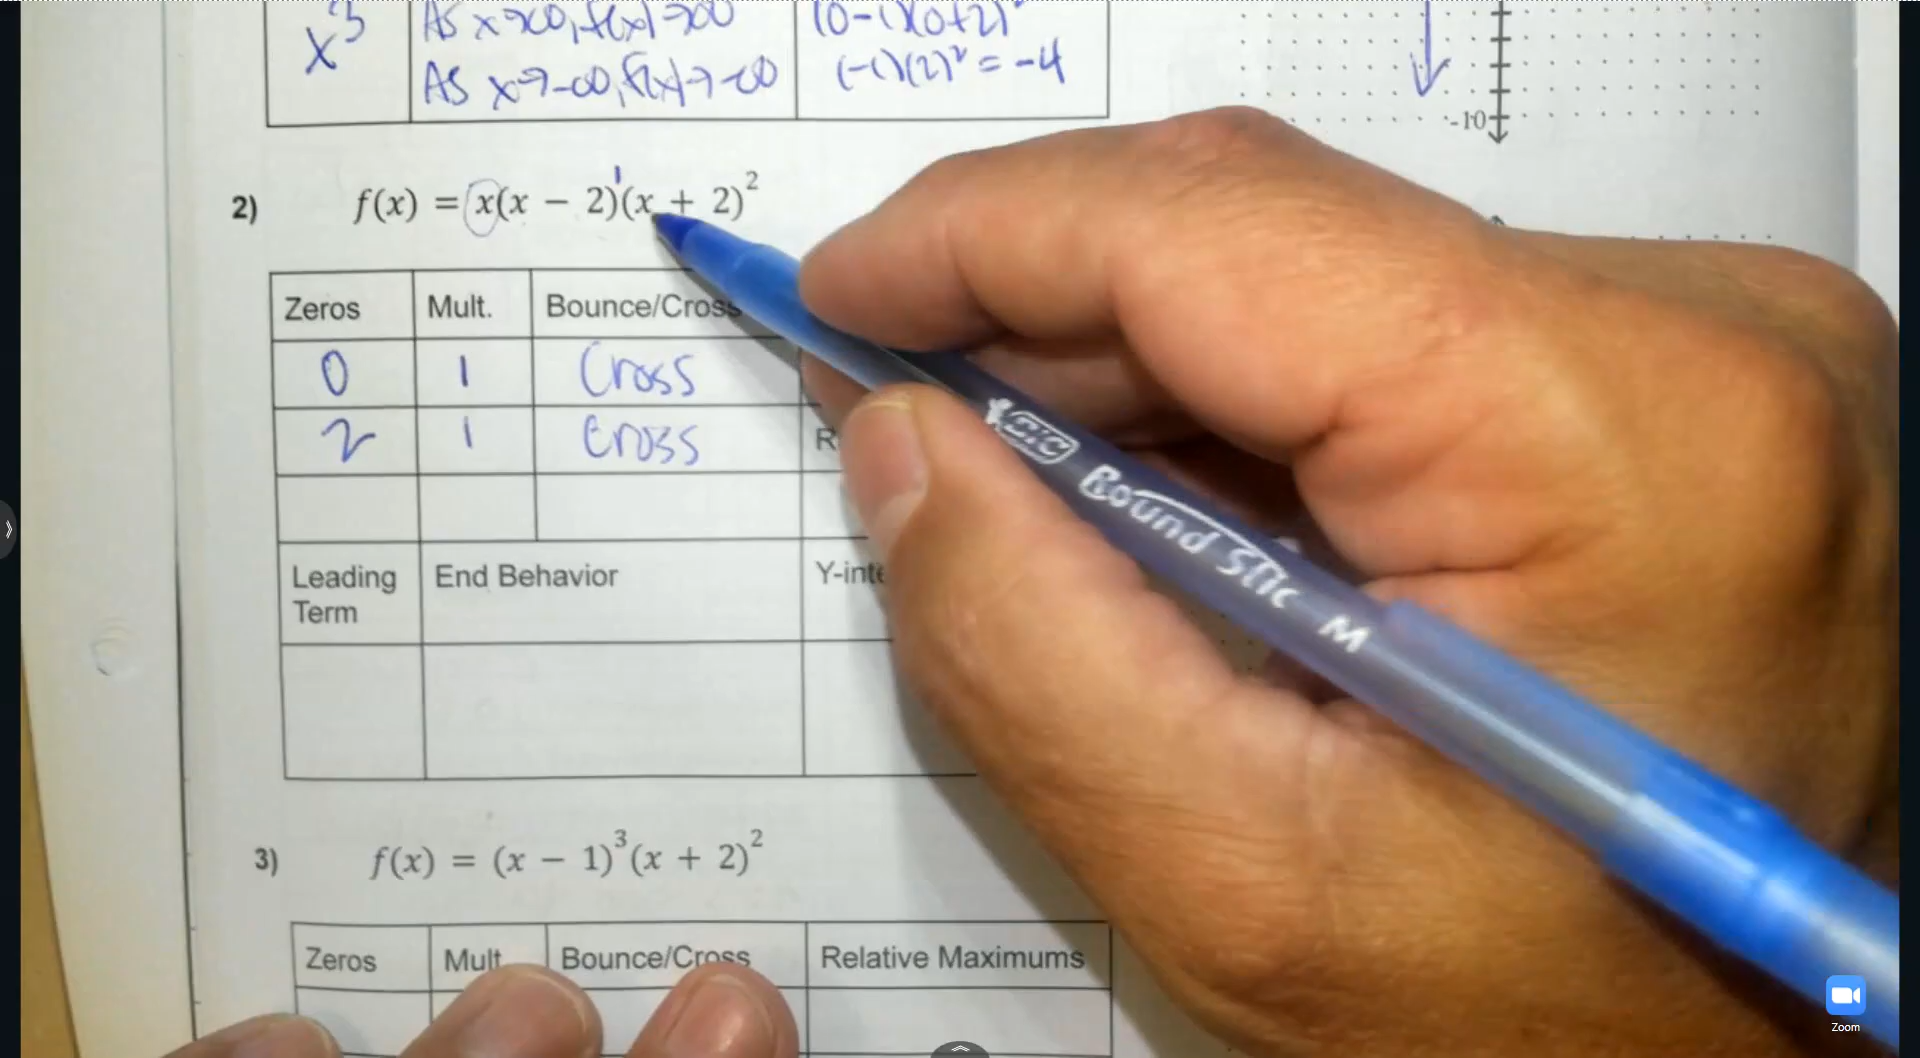 x³ As x→∞, f(x)→∞ (0-1)(0+2)²
As x→-∞, f(x)→-∞ (-1)(2)² = -4
-10
2) f(x) = x(x − 2)¹(x + 2)²
Zeros Mult. Bounce/Cross
0 1 Cross
2 1 Cross
Leading Term End Behavior
3) f(x) = (x − 1)³(x + 2)²
Zeros Mult Bounce/Cross Relative Maximums
BIC Round Stic M
Zoom